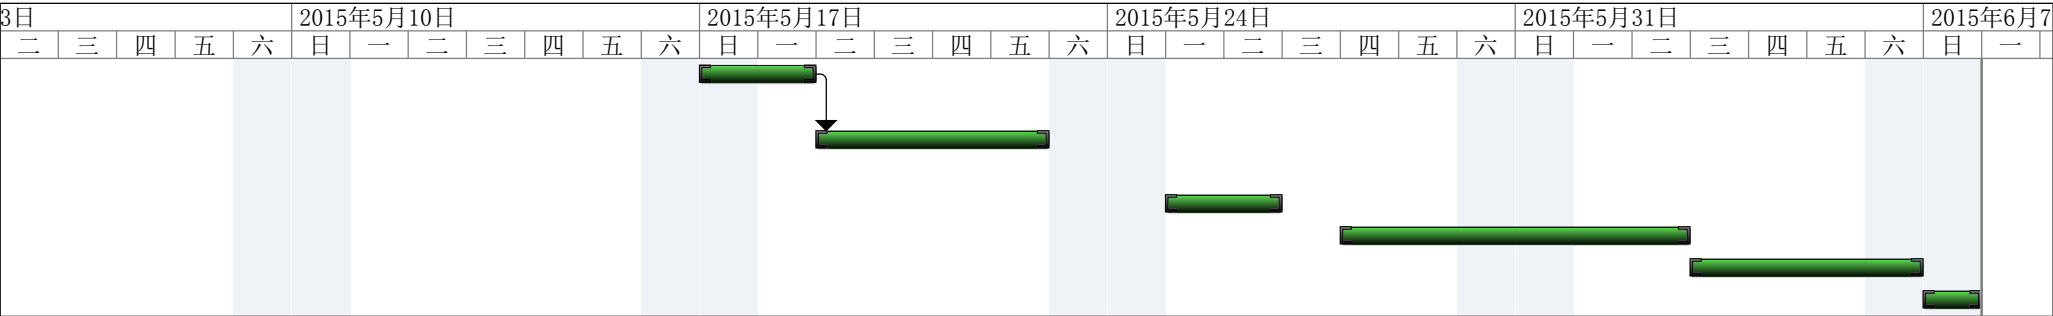 3日 2015年5月10日 2015年5月17日 2015年5月24日 2015年5月31日 2015年6月7
二 三 四 五 六 日 一 二 三 四 五 六 日 一 二 三 四 五 六 日 一 二 三 四 五 六 日 一 二 三 四 五 六 日 一